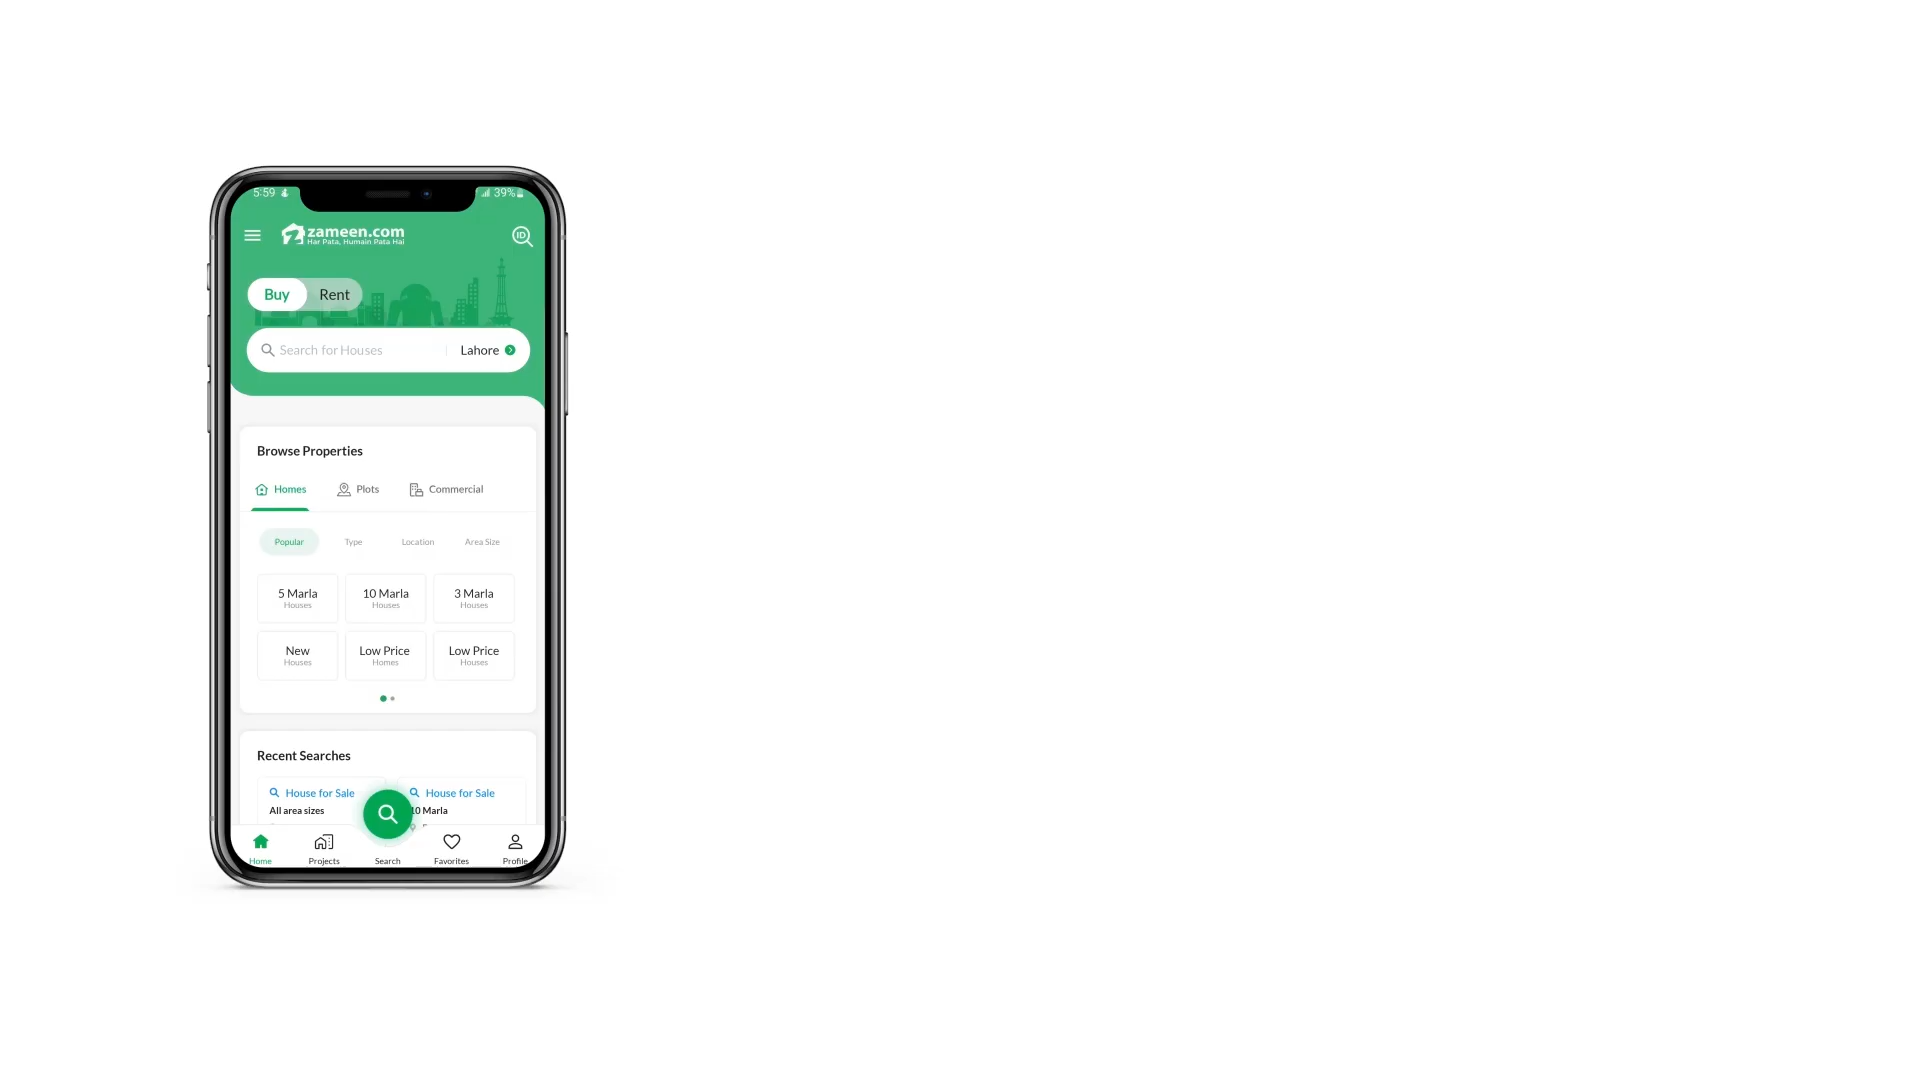 5:59
39%
zameen.com
Har Pata, Humain Pata Hai
ID
Buy Rent
Search for Houses Lahore
Browse Properties
Homes Plots Commercial
Popular Type Location Area Size
5 Marla 10 Marla 3 Marla
Houses Houses Houses
New Low Price Low Price
Houses Homes Houses
Recent Searches
House for Sale House for Sale
All area sizes 10 Marla
Home Projects Search Favorites Profile